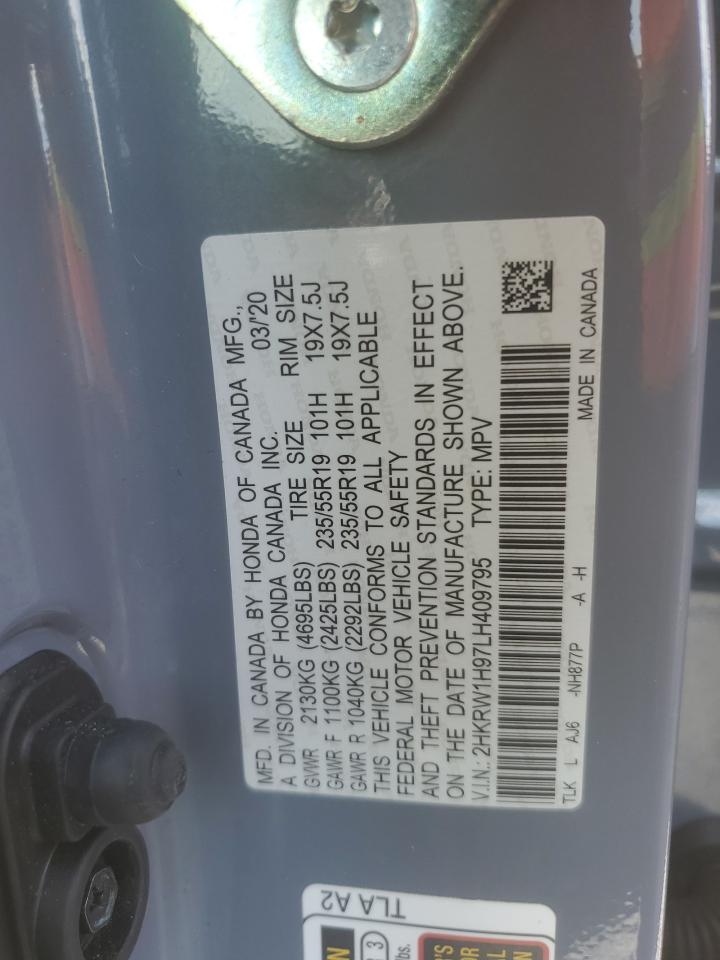 MFD. IN CANADA BY HONDA OF CANADA MFG.,
A DIVISION OF HONDA CANADA INC. 03/'20
GVWR 2130KG (4695LBS) TIRE SIZE RIM SIZE
GAWR F 1100KG (2425LBS) 235/55R19 101H 19X7.5J
GAWR R 1040KG (2292LBS) 235/55R19 101H 19X7.5J
THIS VEHICLE CONFORMS TO ALL APPLICABLE
FEDERAL MOTOR VEHICLE SAFETY
AND THEFT PREVENTION STANDARDS IN EFFECT
ON THE DATE OF MANUFACTURE SHOWN ABOVE.
V.I.N.: 2HKRW1H97LH409795 TYPE: MPV
TLK L AJ6 -NH877P -A -H MADE IN CANADA
TLA A2
3
lbs.